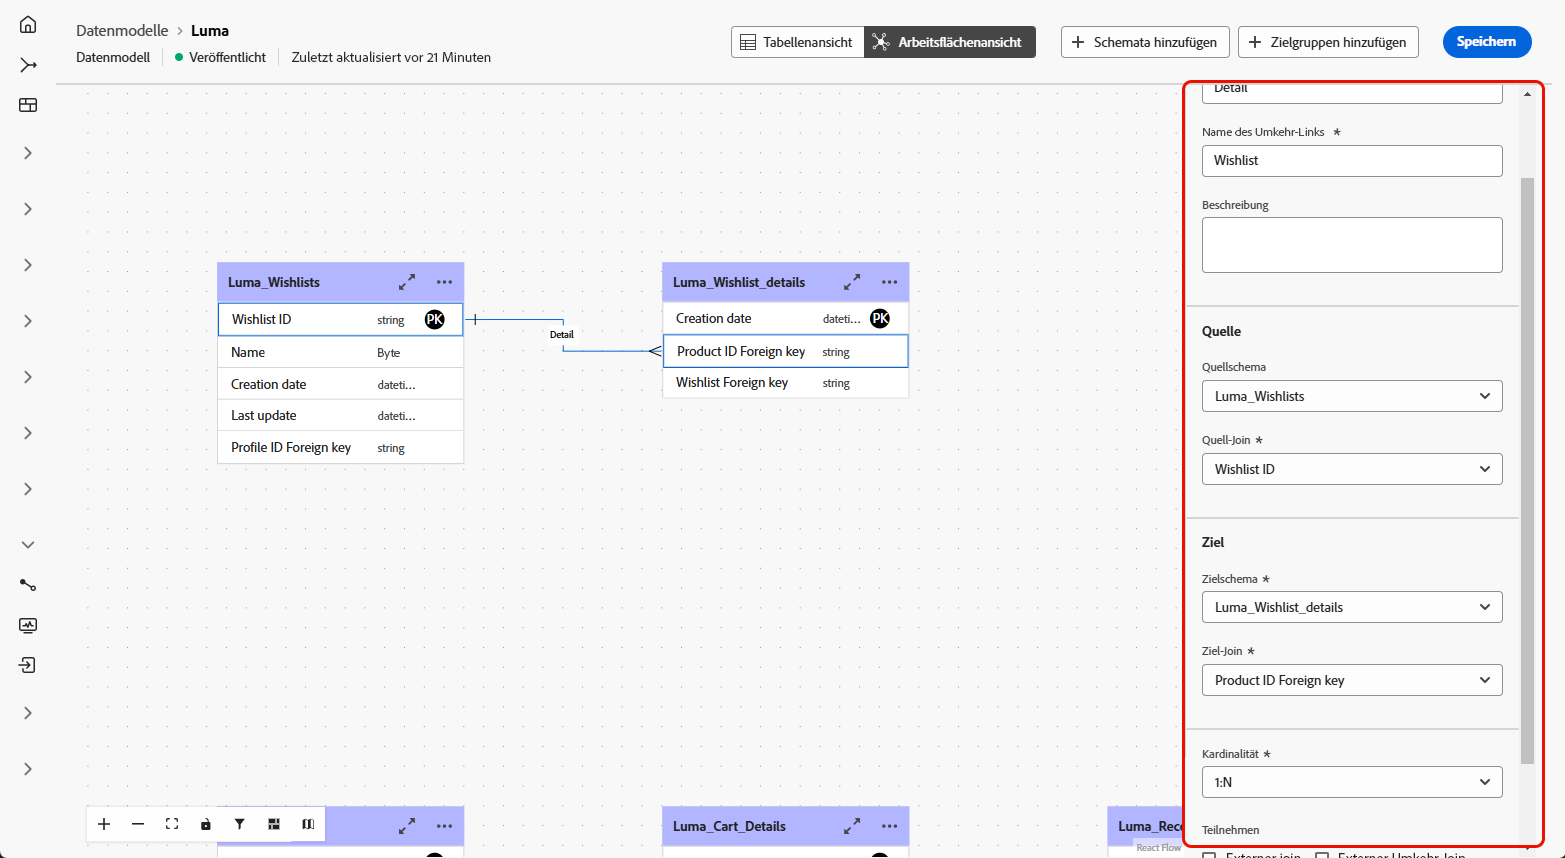 Datenmodelle > Luma
Datenmodell Veröffentlicht Zuletzt aktualisiert vor 21 Minuten
Tabellenansicht Arbeitsflächenansicht
Schemata hinzufügen Zielgruppen hinzufügen Speichern
Luma_Wishlists
Wishlist ID string PK
Name Byte
Creation date dateti...
Last update dateti...
Profile ID Foreign key string
Detail
Luma_Wishlist_details
Creation date dateti... PK
Product ID Foreign key string
Wishlist Foreign key string
Luma_Cart_Details
Luma_Rec
React Flow
Detail
Name des Umkehr-Links *
Wishlist
Beschreibung
Quelle
Quellschema
Luma_Wishlists
Quell-Join *
Wishlist ID
Ziel
Zielschema *
Luma_Wishlist_details
Ziel-Join *
Product ID Foreign key
Kardinalität *
1:N
Teilnehmen
Externer join Externer Umkehr-Join